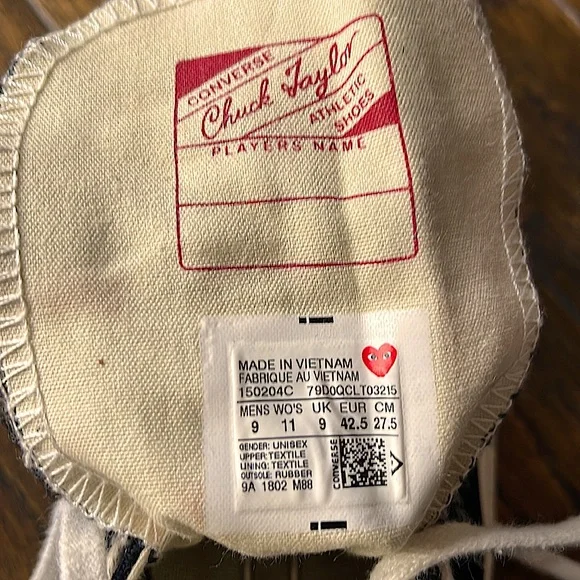 CONVERSE
Chuck Taylor
ATHLETIC
SHOES
PLAYERS NAME
MADE IN VIETNAM
FABRIQUE AU VIETNAM
150204C 79D0QCLT03215
MENS WO'S UK EUR CM
9 11 9 42.5 27.5
GENDER: UNISEX
UPPER: TEXTILE
LINING: TEXTILE
OUTSOLE: RUBBER
9A 1802 M88
CONVERSE